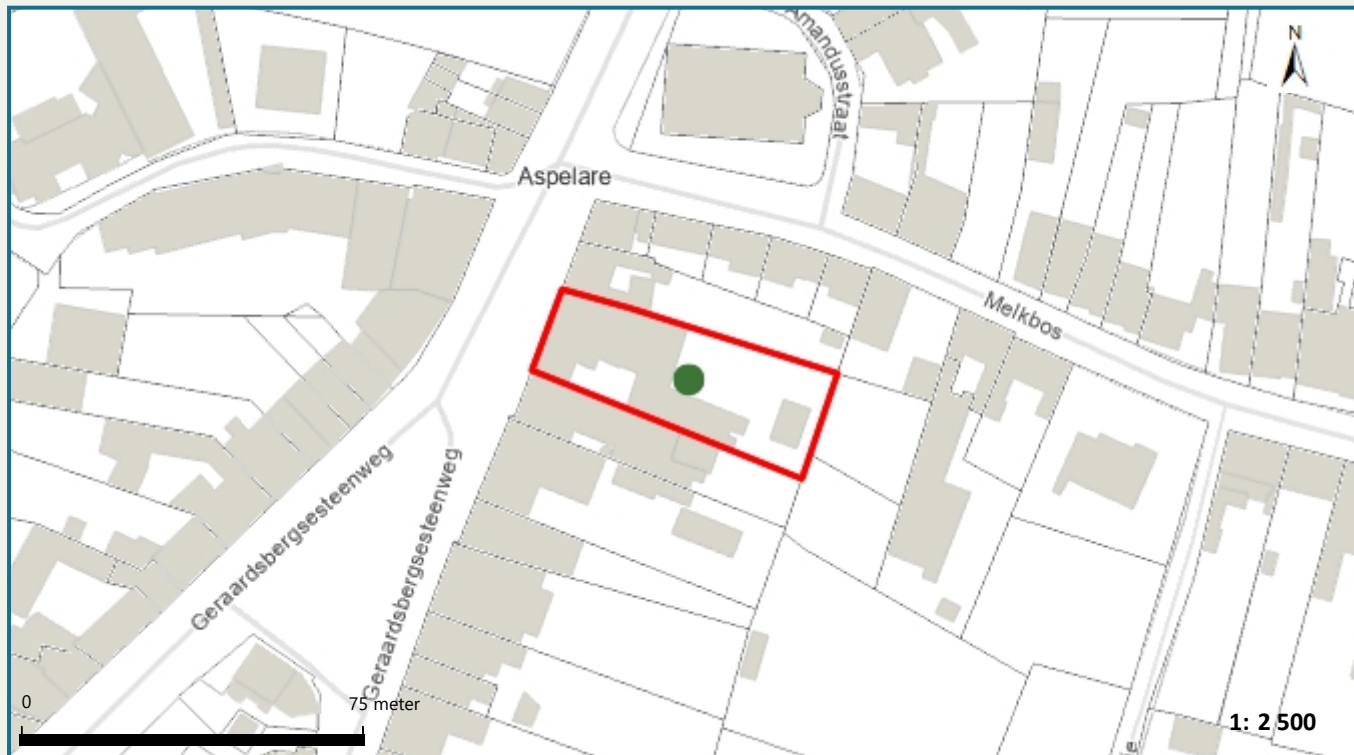 N
Amandusstraat
Aspelare
Melkbos
Geraardsbergsesteenweg
Geraardsbergsesteenweg
0
75 meter
1: 2 500
e